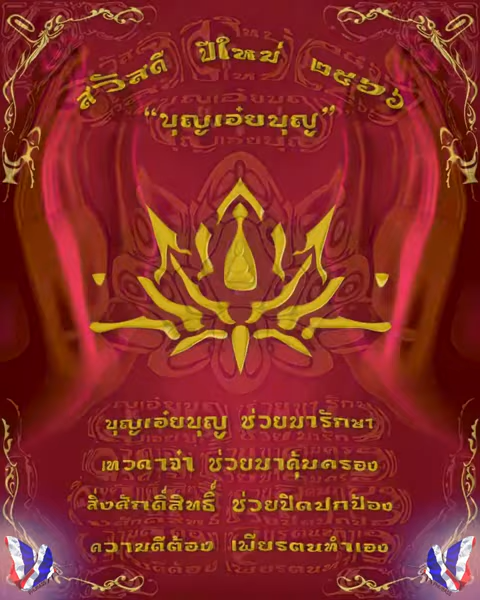 สวัสดี ปีใหม่ ๒๕๖๖
“บุญเอ๋ยบุญ”
บุญเอ๋ยบุญ ช่วยมารักษา
เทวดาจ๋า ช่วยมาคุ้มครอง
สิ่งศักดิ์สิทธิ์ ช่วยปิดปกป้อง
ความดีต้อง เพียรตนทำเอง